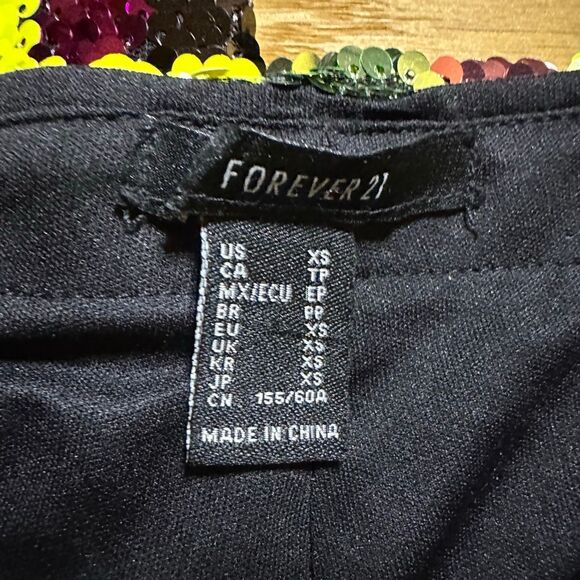 FOREVER 21
US XS
CA TP
MX/ECU EP
BR PP
EU XS
UK XS
KR XS
JP XS
CN 155/60A
MADE IN CHINA